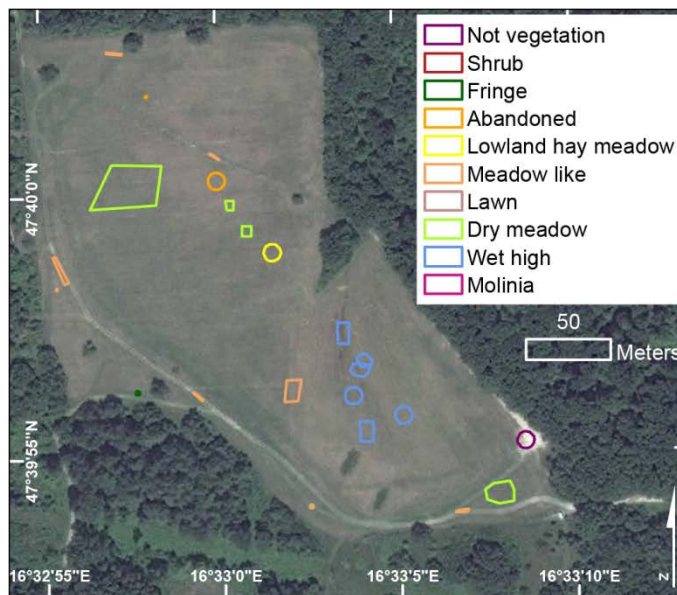 Not vegetation
Shrub
Fringe
Abandoned
Lowland hay meadow
Meadow like
Lawn
Dry meadow
Wet high
Molinia
50
Meters
47°40'0"N
47°39'55"N
16°32'55"E
16°33'0"E
16°33'5"E
16°33'10"E
N